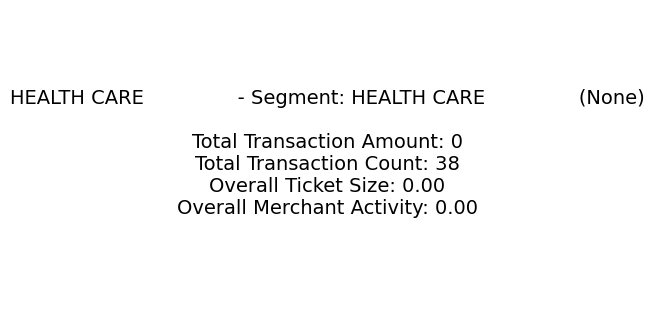 HEALTH CARE                - Segment: HEALTH CARE                (None)
Total Transaction Amount: 0
Total Transaction Count: 38
Overall Ticket Size: 0.00
Overall Merchant Activity: 0.00